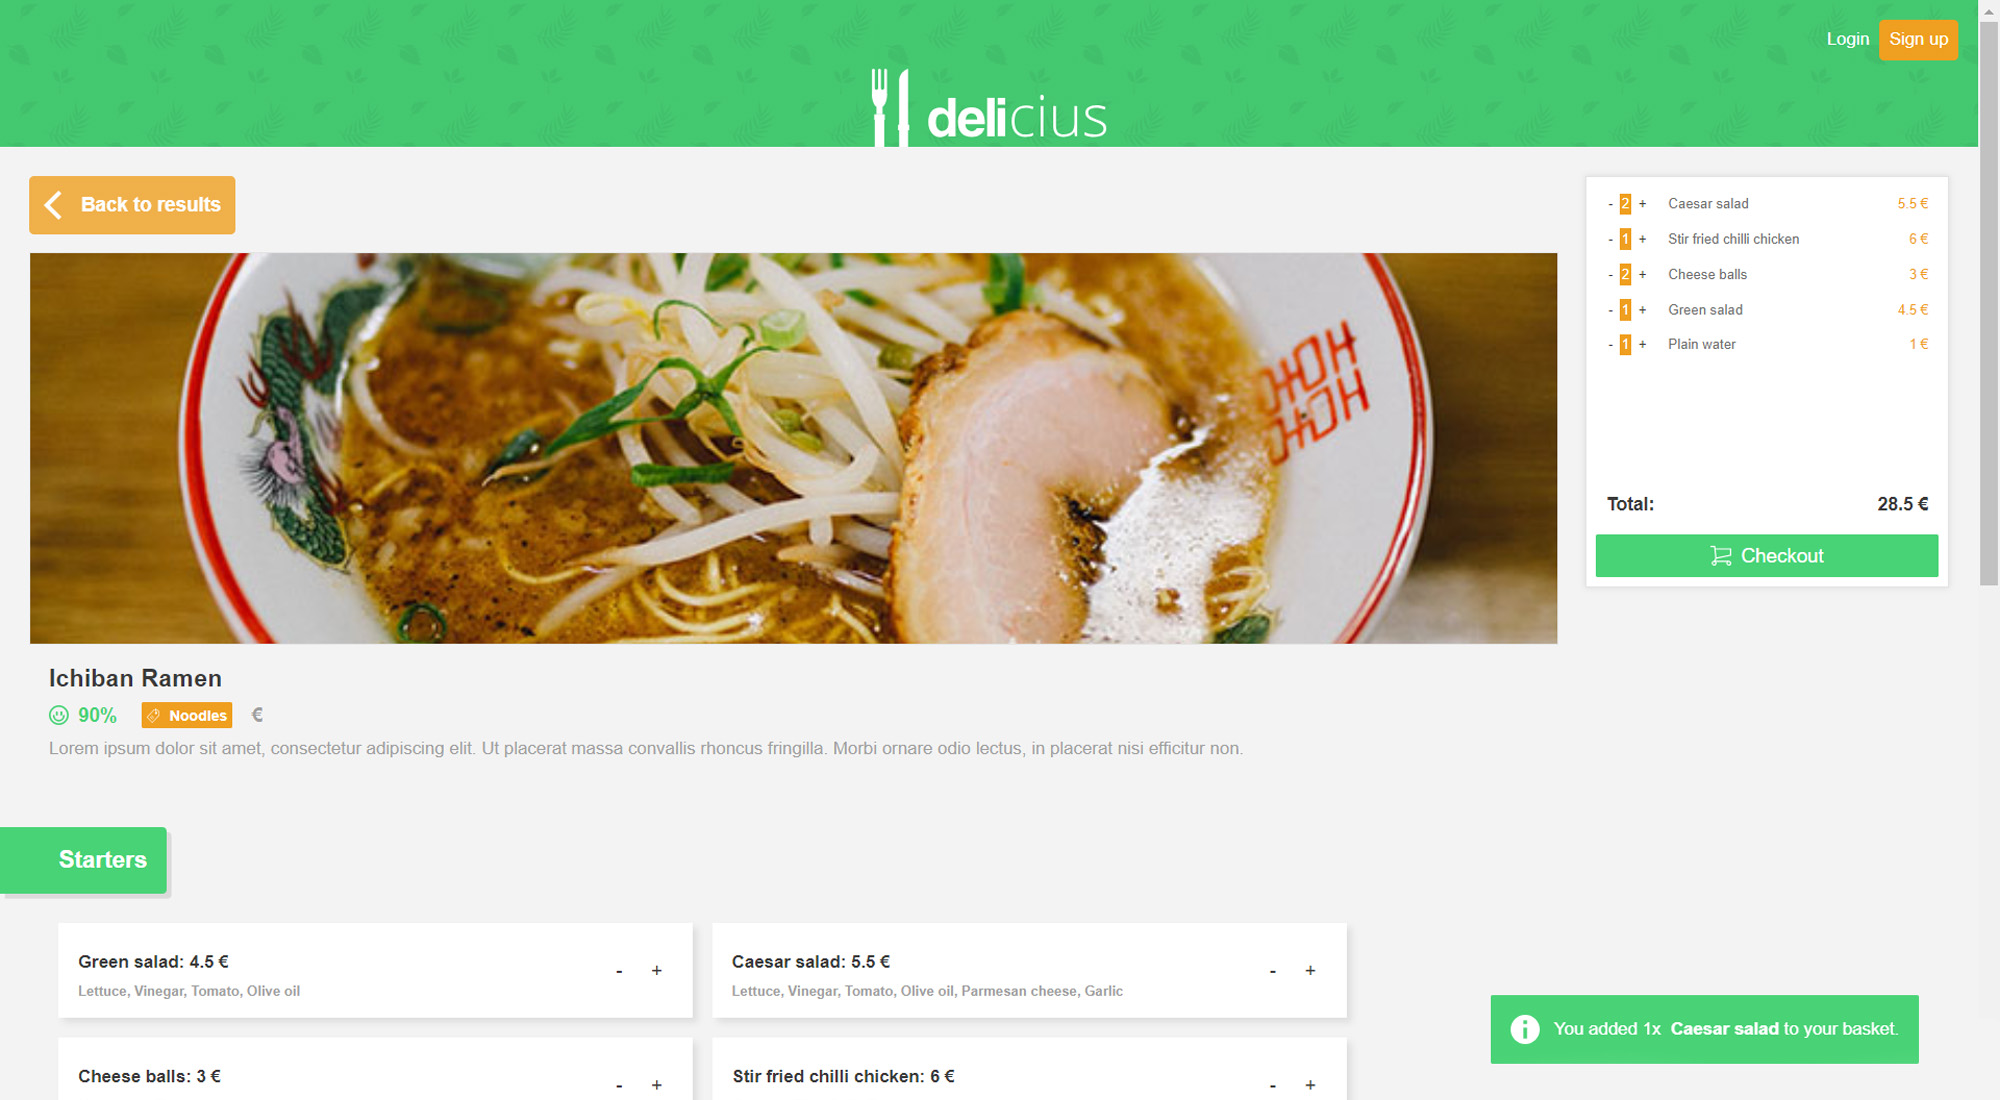 Login Sign up
delicius
Back to results
- 2 + Caesar salad 5.5 €
- 1 + Stir fried chilli chicken 6 €
- 2 + Cheese balls 3 €
- 1 + Green salad 4.5 €
- 1 + Plain water 1 €
Total: 28.5 €
Checkout
Ichiban Ramen
90% Noodles €
Lorem ipsum dolor sit amet, consectetur adipiscing elit. Ut placerat massa convallis rhoncus fringilla. Morbi ornare odio lectus, in placerat nisi efficitur non.
Starters
Green salad: 4.5 € - +
Lettuce, Vinegar, Tomato, Olive oil
Caesar salad: 5.5 € - +
Lettuce, Vinegar, Tomato, Olive oil, Parmesan cheese, Garlic
Cheese balls: 3 € - +
Stir fried chilli chicken: 6 € - +
You added 1x Caesar salad to your basket.